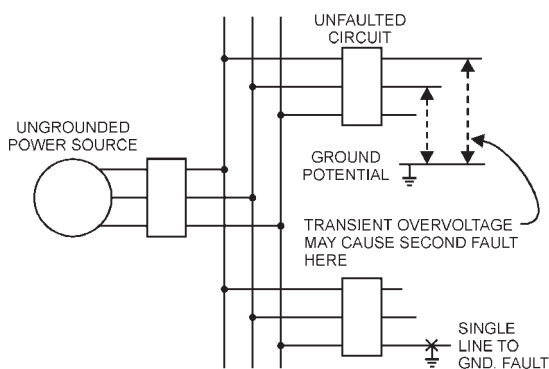 UNFAULTED
CIRCUIT
UNGROUNDED
POWER SOURCE
GROUND
POTENTIAL
TRANSIENT OVERVOLTAGE
MAY CAUSE SECOND FAULT
HERE
SINGLE
LINE TO
GND. FAULT